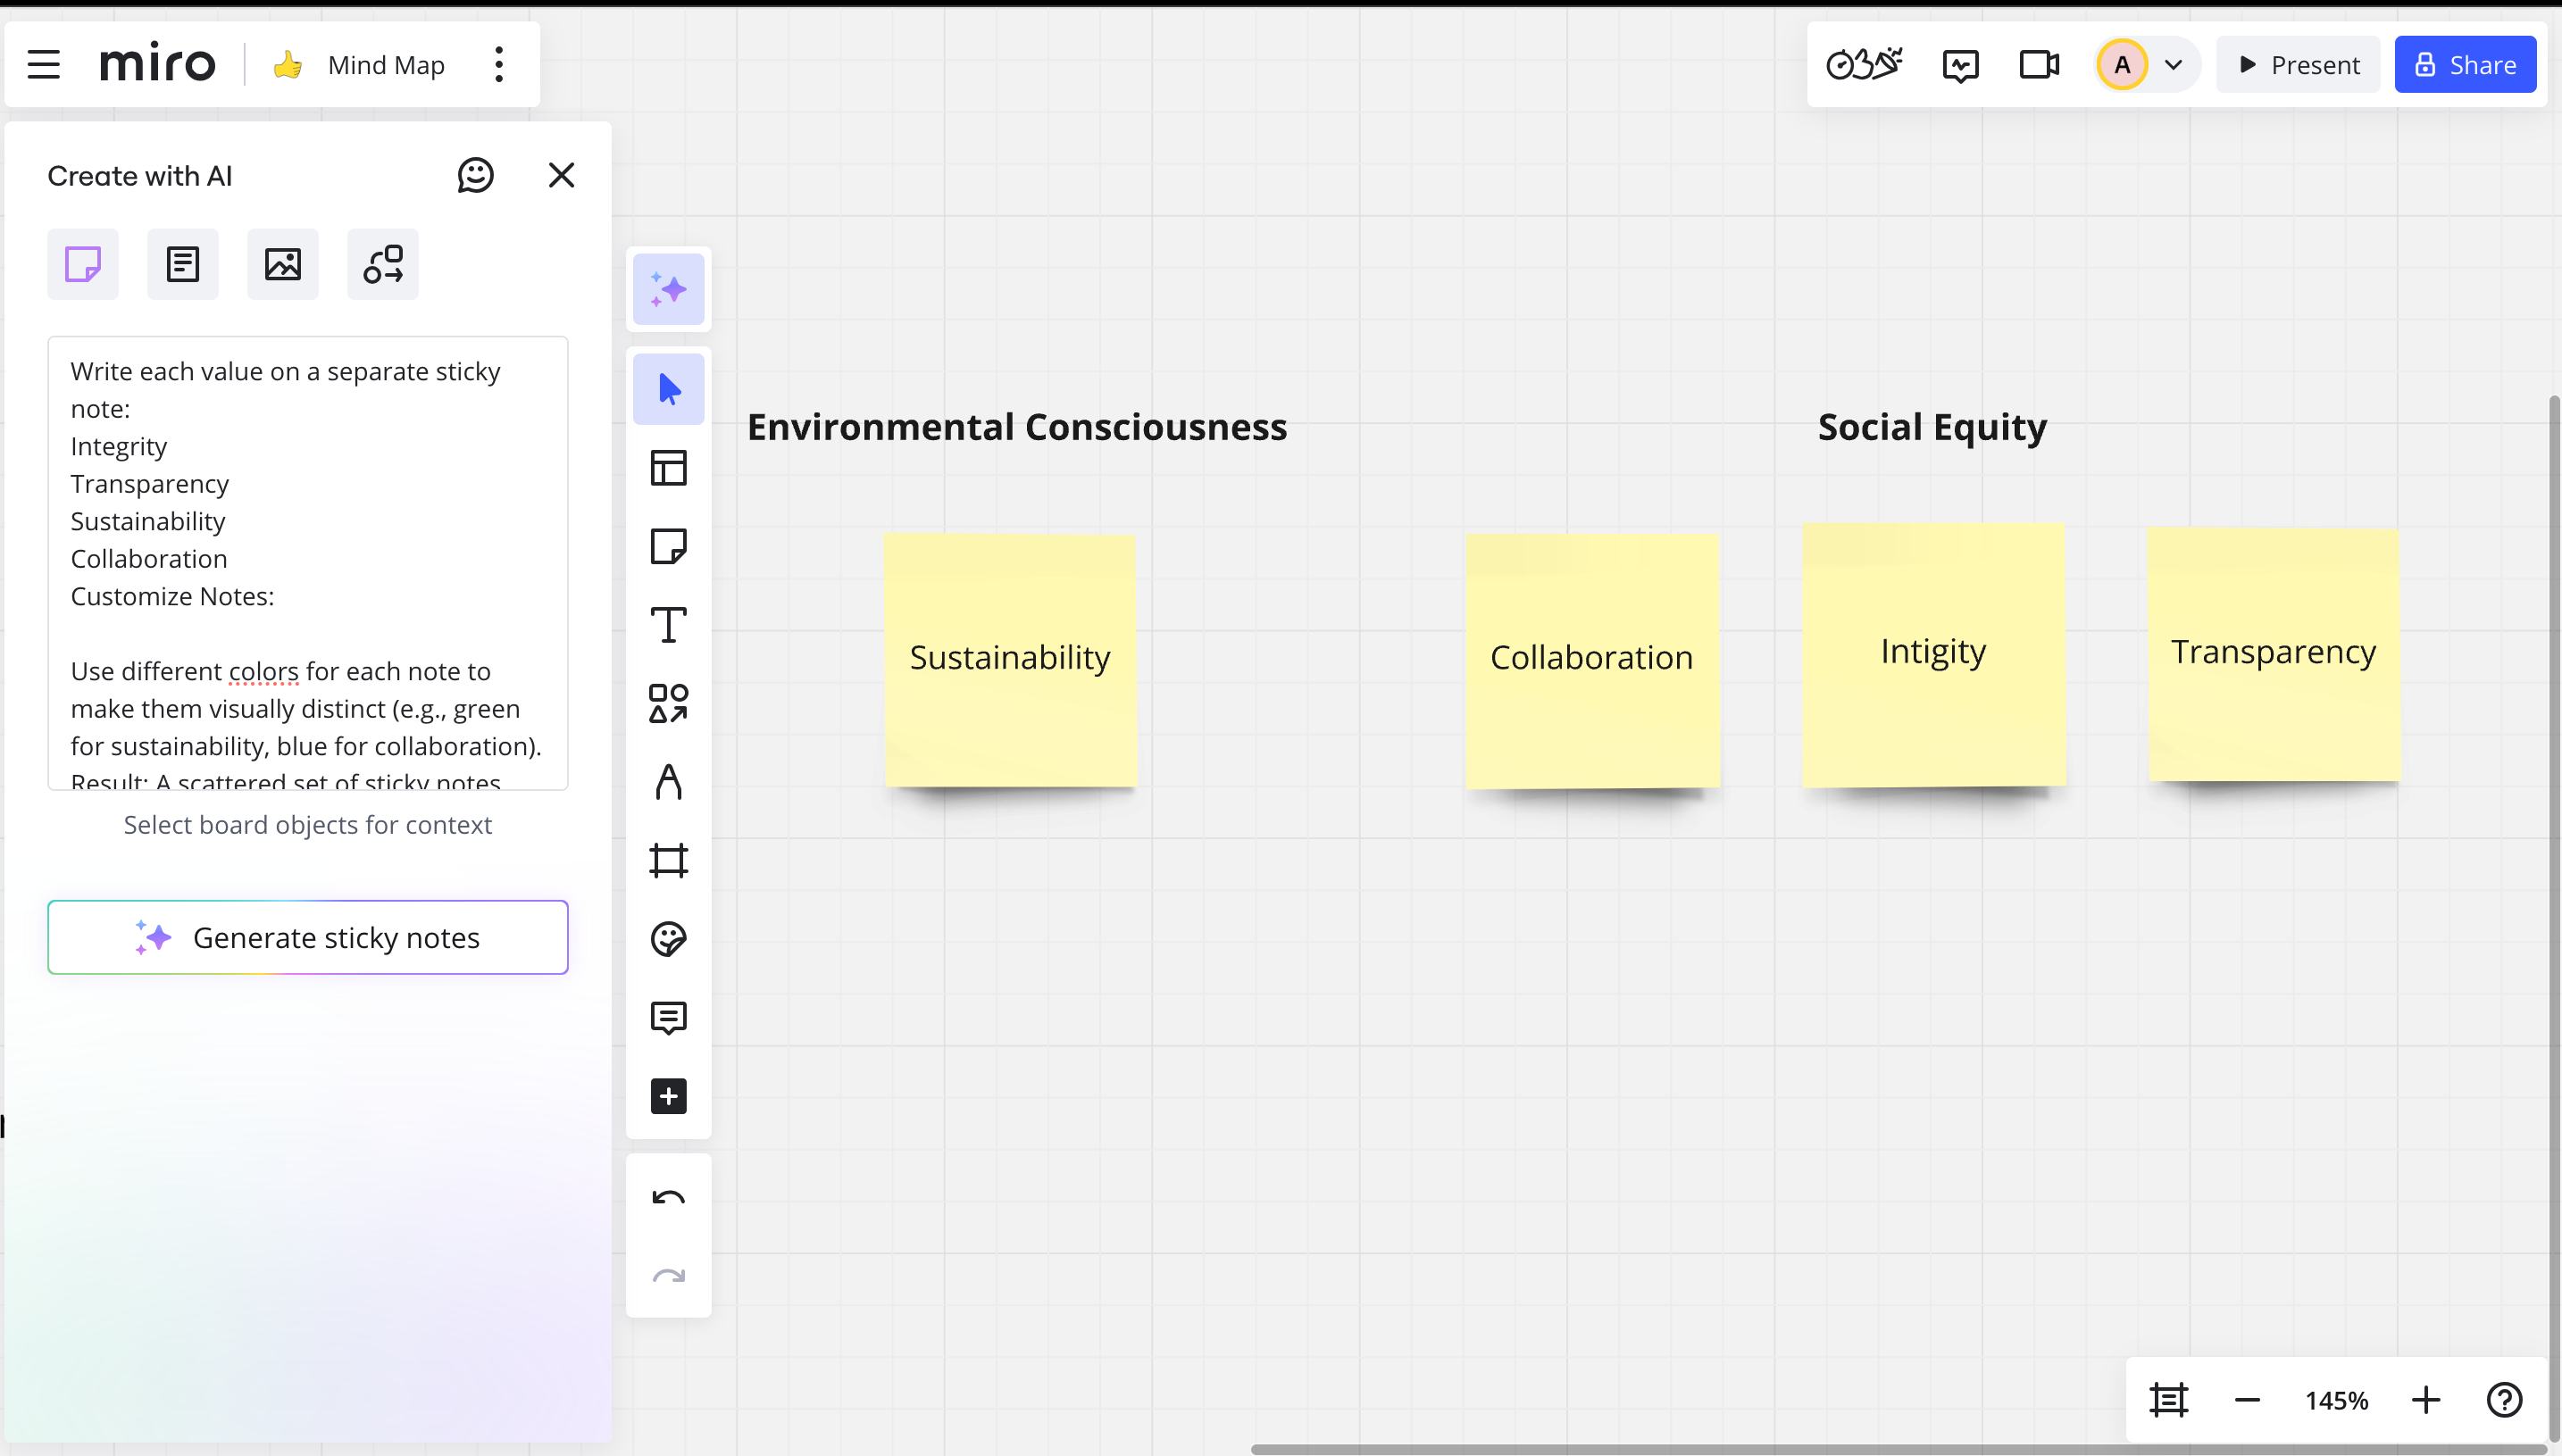 miro
Mind Map
A
Present
Share
Create with AI
Write each value on a separate sticky
note:
Integrity
Transparency
Sustainability
Collaboration
Customize Notes:
Use different colors for each note to
make them visually distinct (e.g., green
for sustainability, blue for collaboration).
Result: A scattered set of sticky notes
Select board objects for context
Generate sticky notes
Environmental Consciousness
Social Equity
Sustainability
Collaboration
Intigity
Transparency
145%